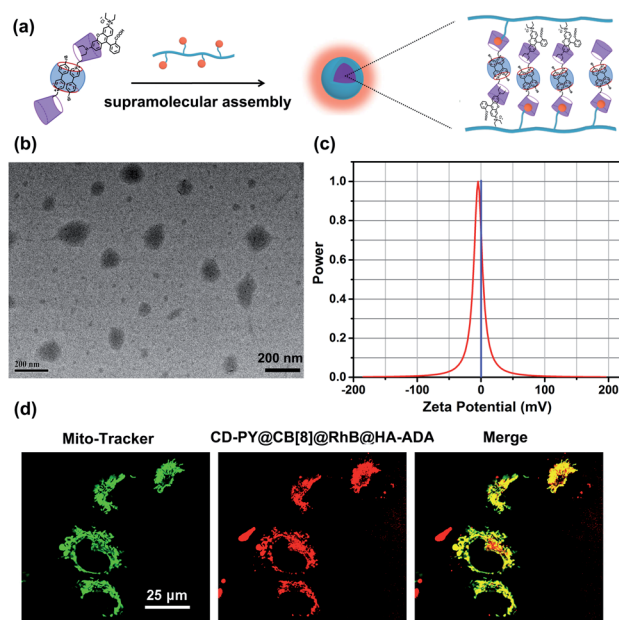 (a)
supramolecular assembly
(b)
200 nm
200 nm
(c)
Power
1.0
0.8
0.6
0.4
0.2
0.0
-200 -100 0 100 200
Zeta Potential (mV)
(d)
Mito-Tracker CD-PY@CB[8]@RhB@HA-ADA Merge
25 µm